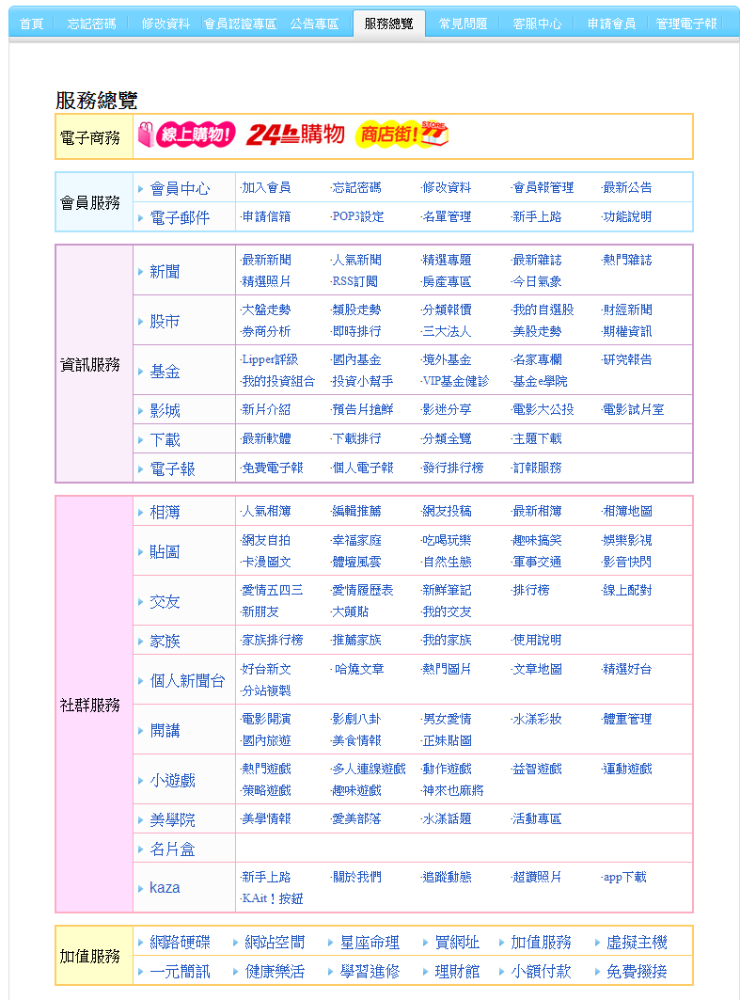 首頁 忘記密碼 修改資料 會員認證專區 公告專區 服務總覽 常見問題 客服中心 申請會員 管理電子報
服務總覽
電子商務 線上購物! 24h購物 商店街! STORE
會員服務
會員中心 ·加入會員 ·忘記密碼 ·修改資料 ·會員報管理 ·最新公告
電子郵件 ·申請信箱 ·POP3設定 ·名單管理 ·新手上路 ·功能說明
資訊服務
新聞 ·最新新聞 ·人氣新聞 ·精選專題 ·最新雜誌 ·熱門雜誌
·精選照片 ·RSS訂閱 ·房產專區 ·今日氣象
股市 ·大盤走勢 ·類股走勢 ·分類報價 ·我的自選股 ·財經新聞
·券商分析 ·即時排行 ·三大法人 ·美股走勢 ·期權資訊
基金 ·Lipper評級 ·國內基金 ·境外基金 ·名家專欄 ·研究報告
·我的投資組合 ·投資小幫手 ·VIP基金健診 ·基金e學院
影城 ·新片介紹 ·預告片搶鮮 ·影迷分享 ·電影大公投 ·電影試片室
下載 ·最新軟體 ·下載排行 ·分類全覽 ·主題下載
電子報 ·免費電子報 ·個人電子報 ·發行排行榜 ·訂報服務
社群服務
相簿 ·人氣相簿 ·編輯推薦 ·網友投稿 ·最新相簿 ·相簿地圖
貼圖 ·網友自拍 ·幸福家庭 ·吃喝玩樂 ·趣味搞笑 ·娛樂影視
·卡漫圖文 ·體壇風雲 ·自然生態 ·軍事交通 ·影音快閃
交友 ·愛情五四三 ·愛情履歷表 ·新鮮筆記 ·排行榜 ·線上配對
·新朋友 ·大頭貼 ·我的交友
家族 ·家族排行榜 ·推薦家族 ·我的家族 ·使用說明
個人新聞台 ·好台新文 ·哈燒文章 ·熱門圖片 ·文章地圖 ·精選好台
·分站複製
開講 ·電影開演 ·影劇八卦 ·男女愛情 ·水漾彩妝 ·體重管理
·國內旅遊 ·美食情報 ·正妹貼圖
小遊戲 ·熱門遊戲 ·多人連線遊戲 ·動作遊戲 ·益智遊戲 ·運動遊戲
·策略遊戲 ·趣味遊戲 ·神來也麻將
美學院 ·美學情報 ·愛美部落 ·水漾話題 ·活動專區
名片盒
kaza ·新手上路 ·關於我們 ·追蹤動態 ·超讚照片 ·app下載
·KAit！按鈕
加值服務
網路硬碟 網站空間 星座命理 買網址 加值服務 虛擬主機
一元簡訊 健康樂活 學習進修 理財館 小額付款 免費撥接